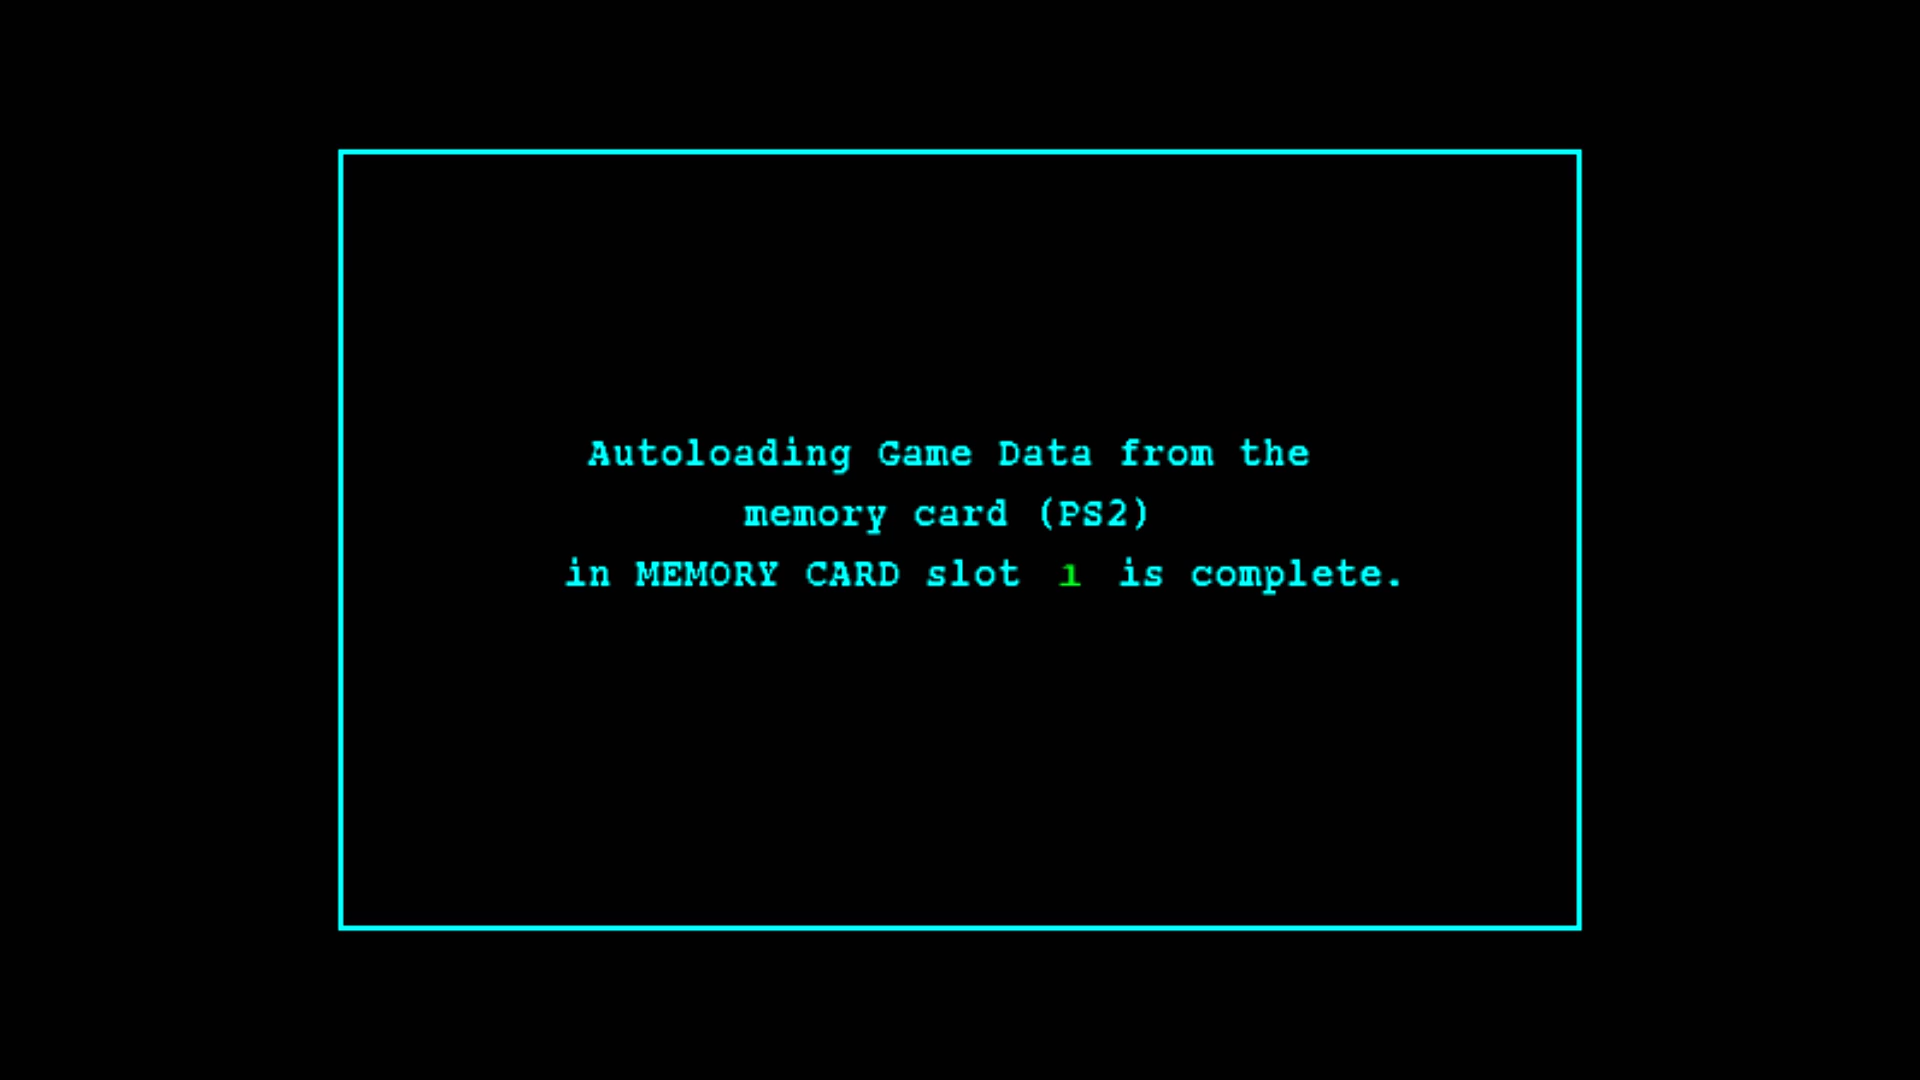 Autoloading Game Data from the
memory card (PS2)
in MEMORY CARD slot 1 is complete.